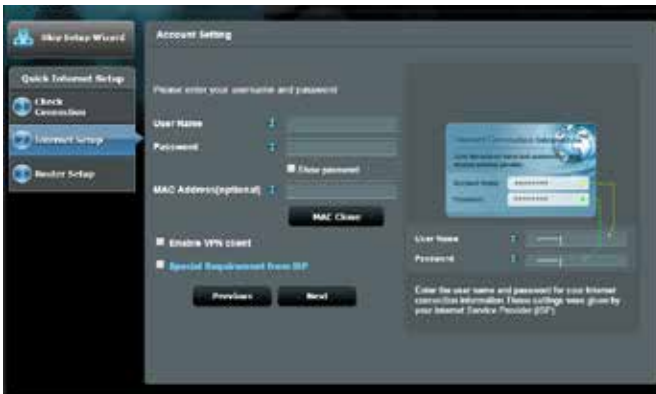 Skip Setup Wizard
Quick Internet Setup
Check Connection
Internet Setup
Router Setup
Account Setting
Please enter your username and password
User Name
Password
Show password
MAC Address(optional)
MAC Clone
Enable VPN client
Special Requirement from ISP
Previous
Next
Account Name
Password
User Name
Password
Enter the user name and password for your Internet
connection information These settings were given by
your Internet Service Provider (ISP)